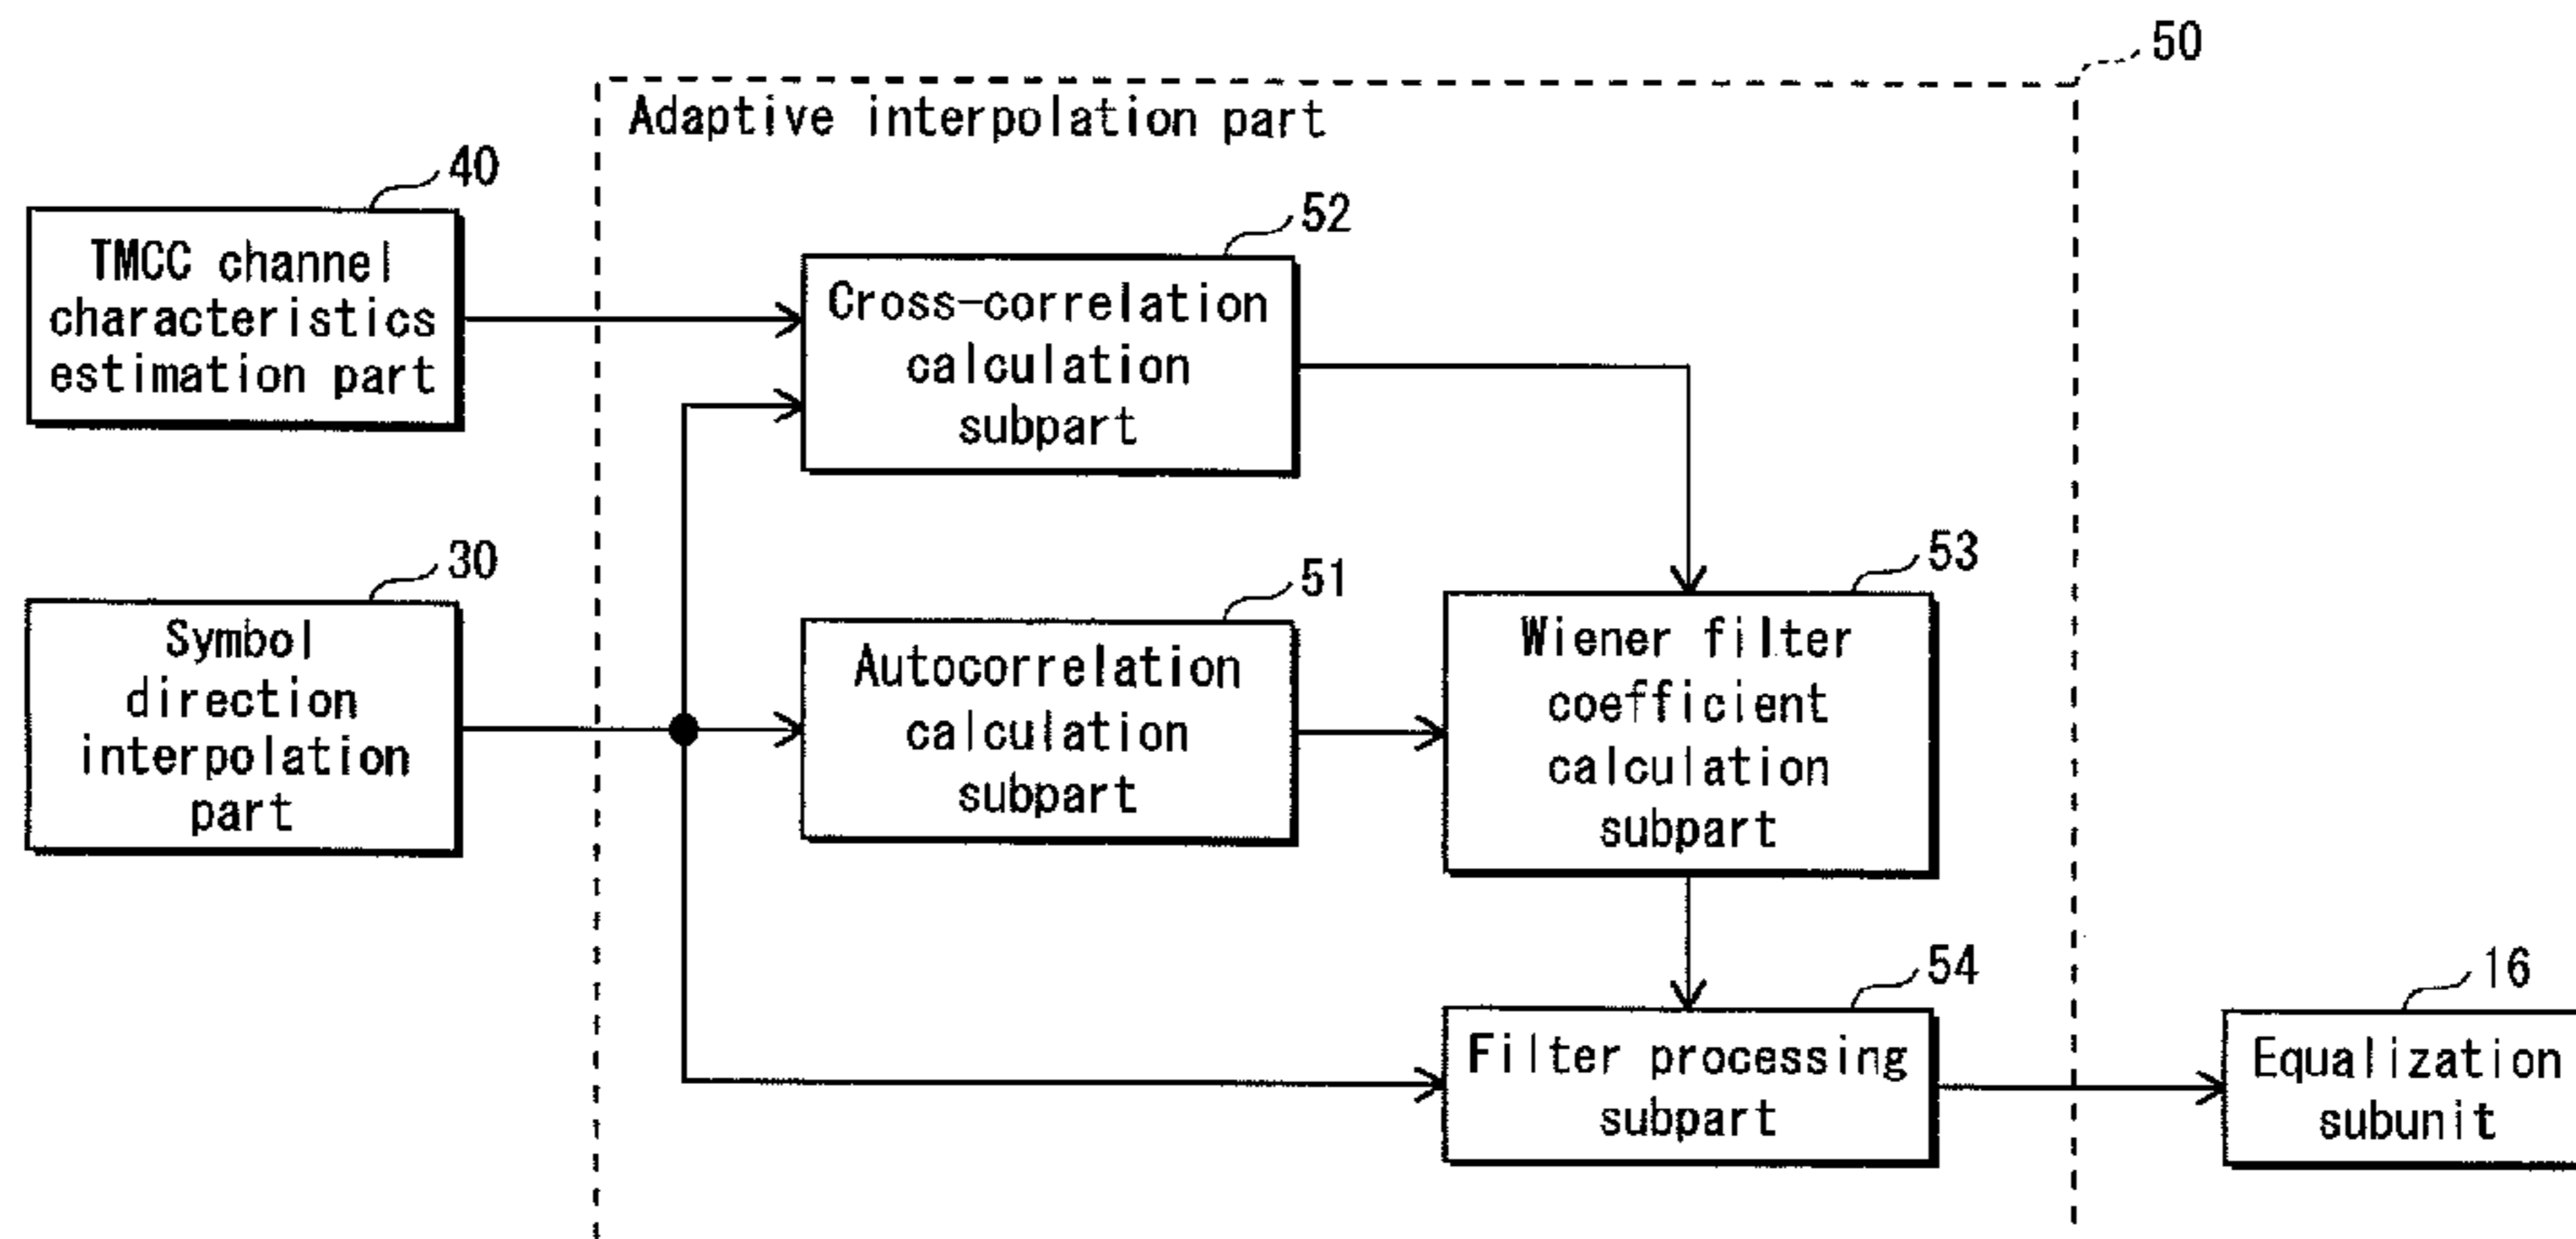 50
Adaptive interpolation part
40
TMCC channel
characteristics
estimation part
52
Cross-correlation
calculation
subpart
30
Symbol
direction
interpolation
part
51
Autocorrelation
calculation
subpart
53
Wiener filter
coefficient
calculation
subpart
54
Filter processing
subpart
16
Equalization
subunit